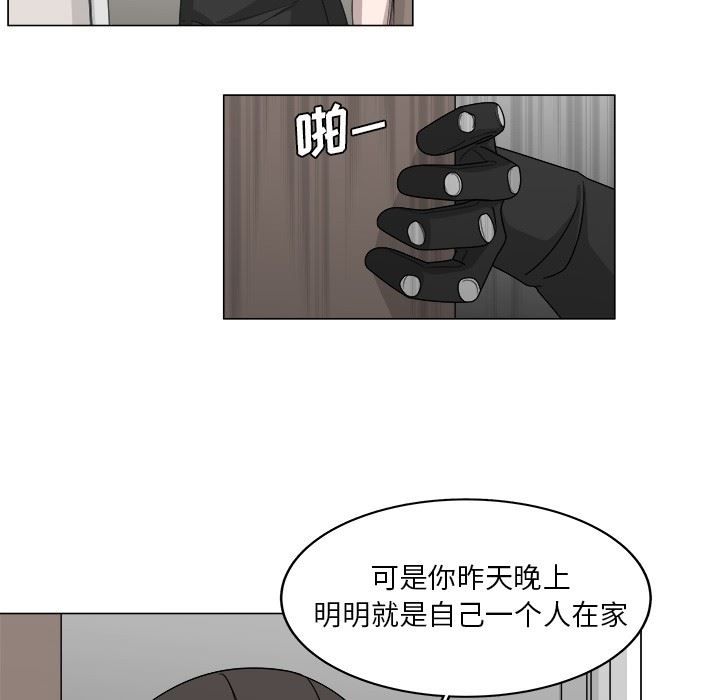 啪一
可是你昨天晚上
明明就是自己一个人在家